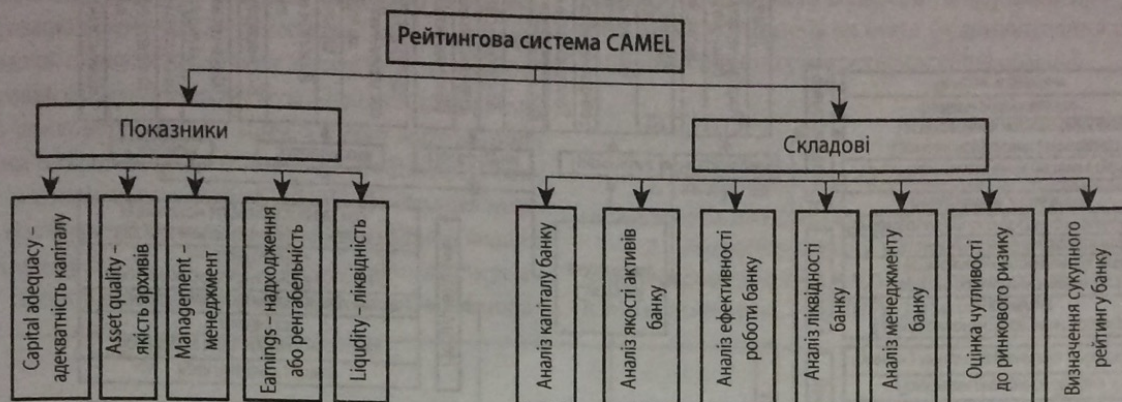 Рейтингова система CAMEL
Показники
Складові
Capital adequacy –
адекватність капіталу
Asset quality –
якість архивів
Management –
менеджмент
Earnings – надходження
або рентабельність
Liqudity – ліквідність
Аналіз капіталу банку
Аналіз якості активів
банку
Аналіз ефективності
роботи банку
Аналіз ліквідності
банку
Аналіз менеджменту
банку
Оцінка чутливості
до ринкового ризику
Визначення сукупного
рейтингу банку